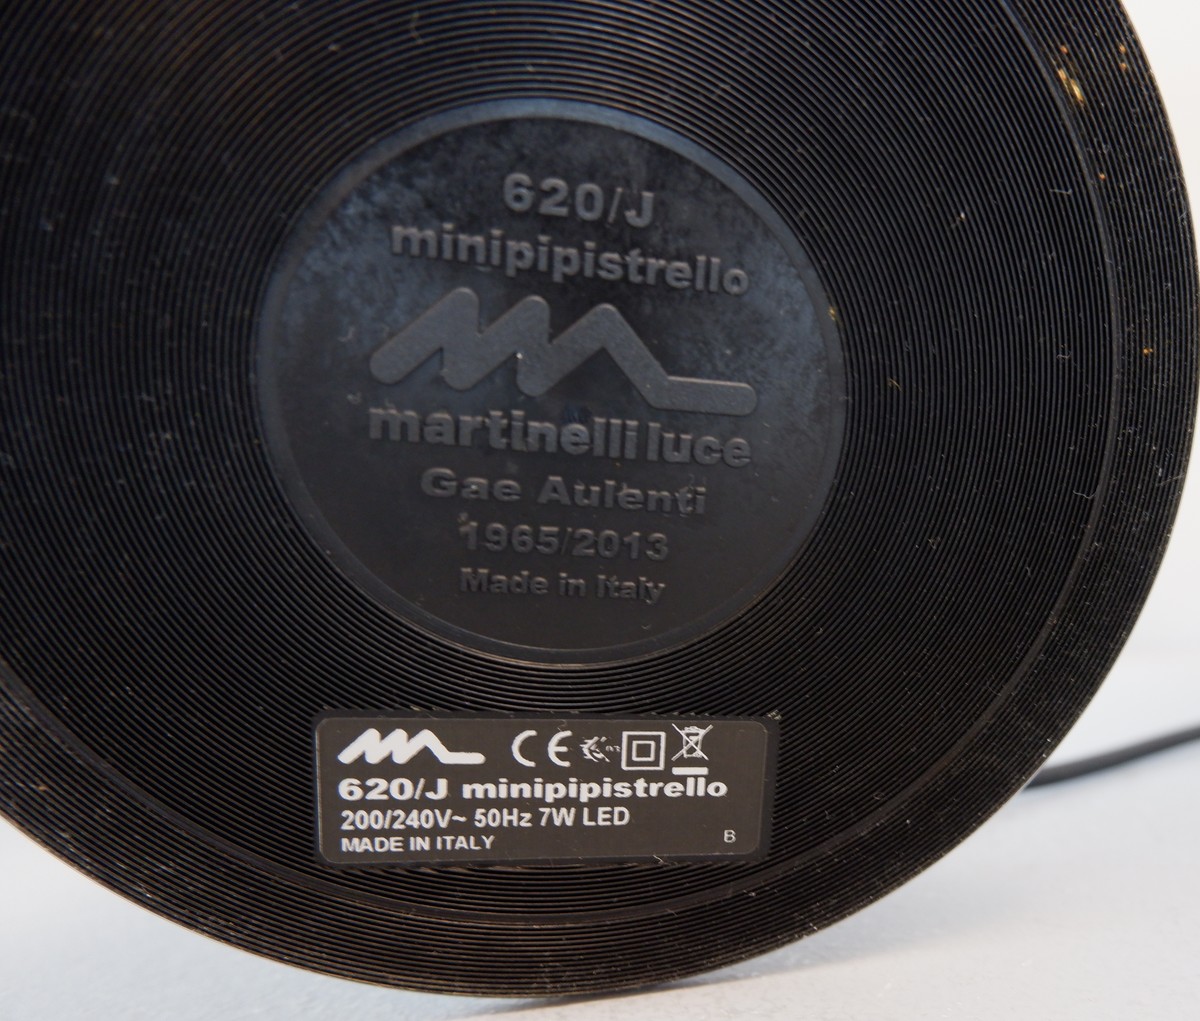 620/J
minipipistrello
martinelli luce
Gae Aulenti
1965/2013
Made in Italy
CE
620/J minipipistrello
200/240V~ 50Hz 7W LED
MADE IN ITALY
B